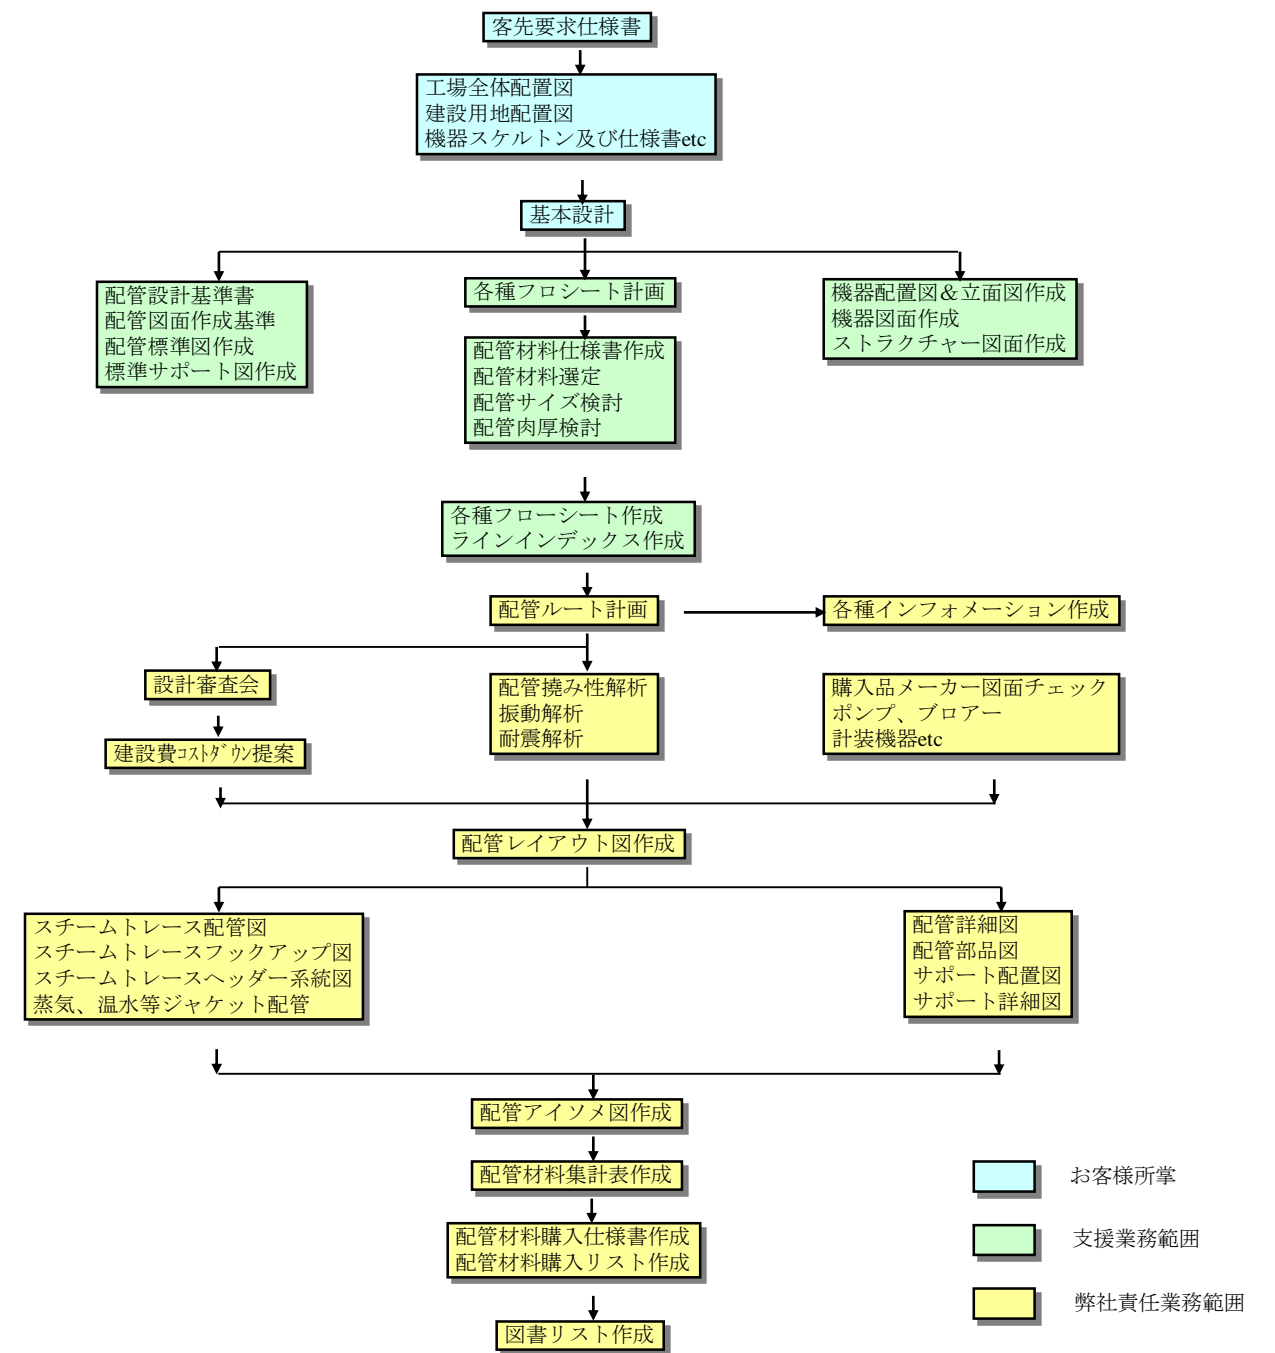 客先要求仕様書
工場全体配置図
建設用地配置図
機器スケルトン及び仕様書etc
基本設計
配管設計基準書
配管図面作成基準
配管標準図作成
標準サポート図作成
各種フロシート計画
配管材料仕様書作成
配管材料選定
配管サイズ検討
配管肉厚検討
機器配置図＆立面図作成
機器図面作成
ストラクチャー図面作成
各種フローシート作成
ラインインデックス作成
配管ルート計画
各種インフォメーション作成
設計審査会
建設費ｺｽﾄﾀﾞｳﾝ提案
配管撓み性解析
振動解析
耐震解析
購入品メーカー図面チェック
ポンプ、ブロアー
計装機器etc
配管レイアウト図作成
スチームトレース配管図
スチームトレースフックアップ図
スチームトレースヘッダー系統図
蒸気、温水等ジャケット配管
配管詳細図
配管部品図
サポート配置図
サポート詳細図
配管アイソメ図作成
配管材料集計表作成
配管材料購入仕様書作成
配管材料購入リスト作成
図書リスト作成
お客様所掌
支援業務範囲
弊社責任業務範囲